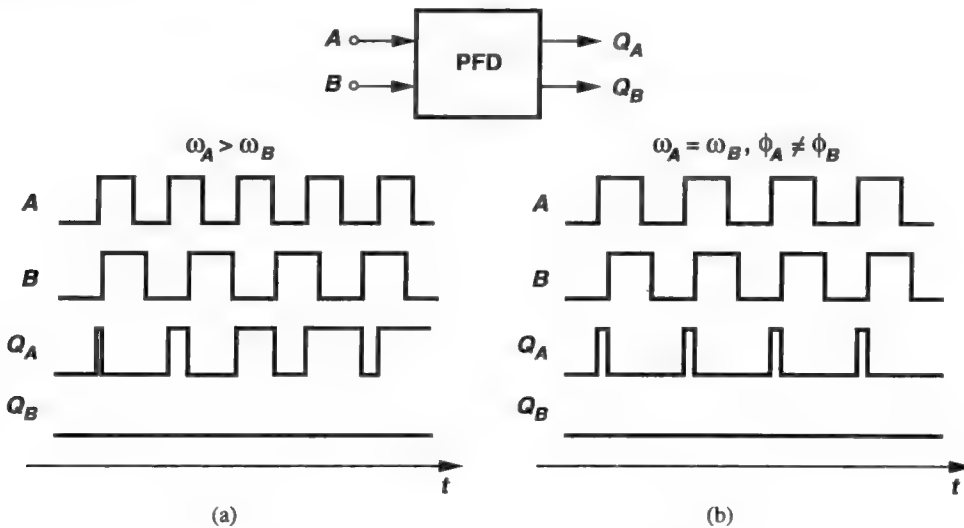 A
PFD
Q_A
B
Q_B
ω_A > ω_B
ω_A = ω_B, ϕ_A ≠ ϕ_B
A
B
Q_A
Q_B
t
(a)
A
B
Q_A
Q_B
t
(b)